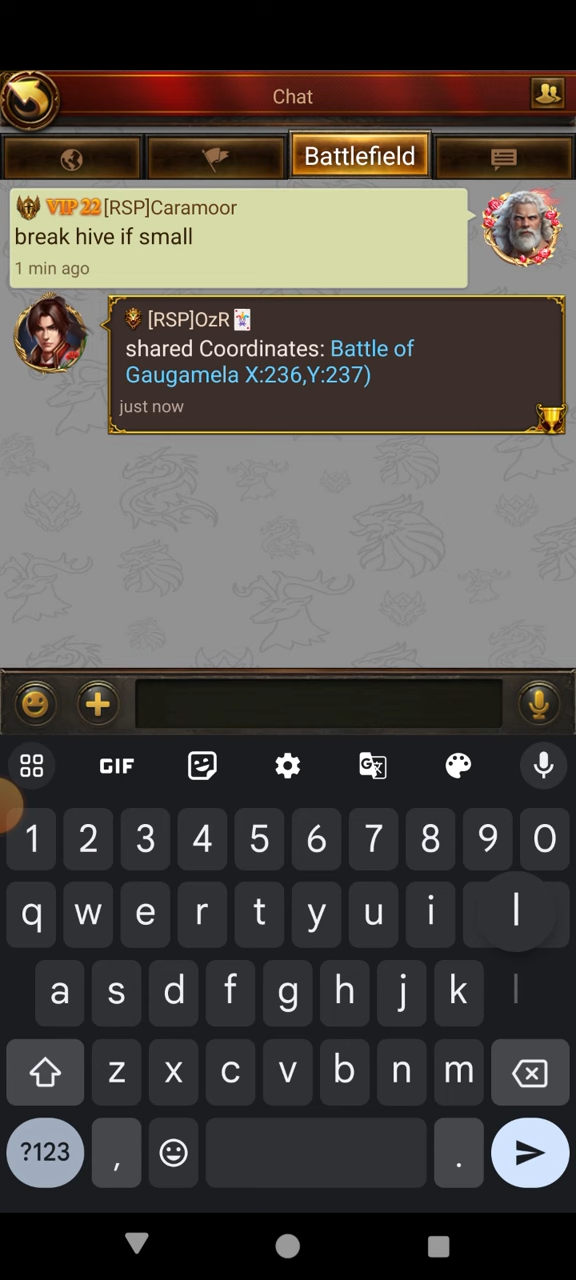 Chat
Battlefield
VIP 22 [RSP]Caramoor
break hive if small
1 min ago
[RSP]OzR🃏
shared Coordinates: Battle of
Gaugamela X:236,Y:237)
just now
GIF
1 2 3 4 5 6 7 8 9 0
q w e r t y u i l
a s d f g h j k l
z x c v b n m
?123 , .